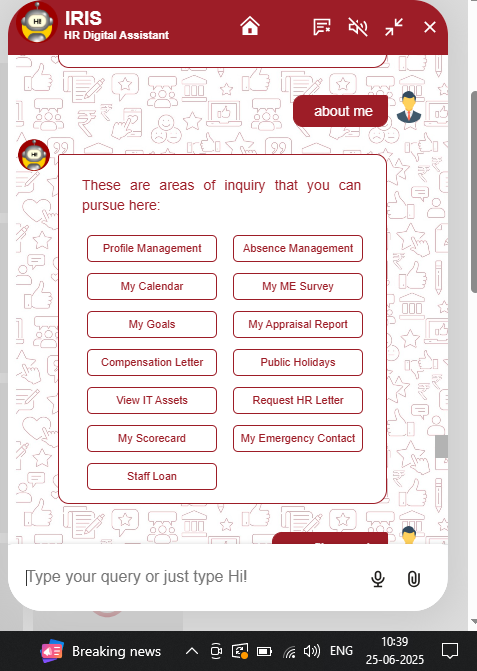 HI
IRIS
HR Digital Assistant
about me
HI
These are areas of inquiry that you can
pursue here:
Profile Management
Absence Management
My Calendar
My ME Survey
My Goals
My Appraisal Report
Compensation Letter
Public Holidays
View IT Assets
Request HR Letter
My Scorecard
My Emergency Contact
Staff Loan
Type your query or just type Hi!
Breaking news
ENG
10:39
25-06-2025